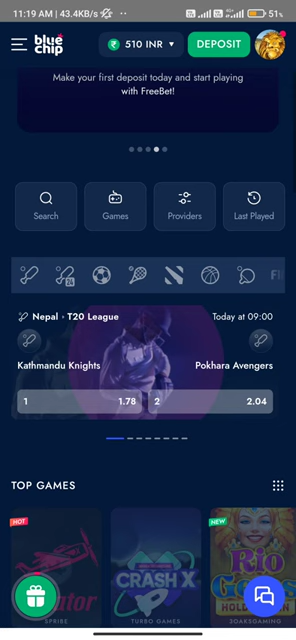 11:19 AM | 43.4KB/s
51%
blue chip
₹ 510 INR ▼
DEPOSIT
Make your first deposit today and start playing
with FreeBet!
Search
Games
Providers
Last Played
24
Nepal · T20 League
Today at 09:00
Kathmandu Knights
Pokhara Avengers
1 1.78
2 2.04
TOP GAMES
HOT
NEW
CRASH X
Rio
HOLD
SPRIBE
TURBO GAMES
3OAKSGAMING